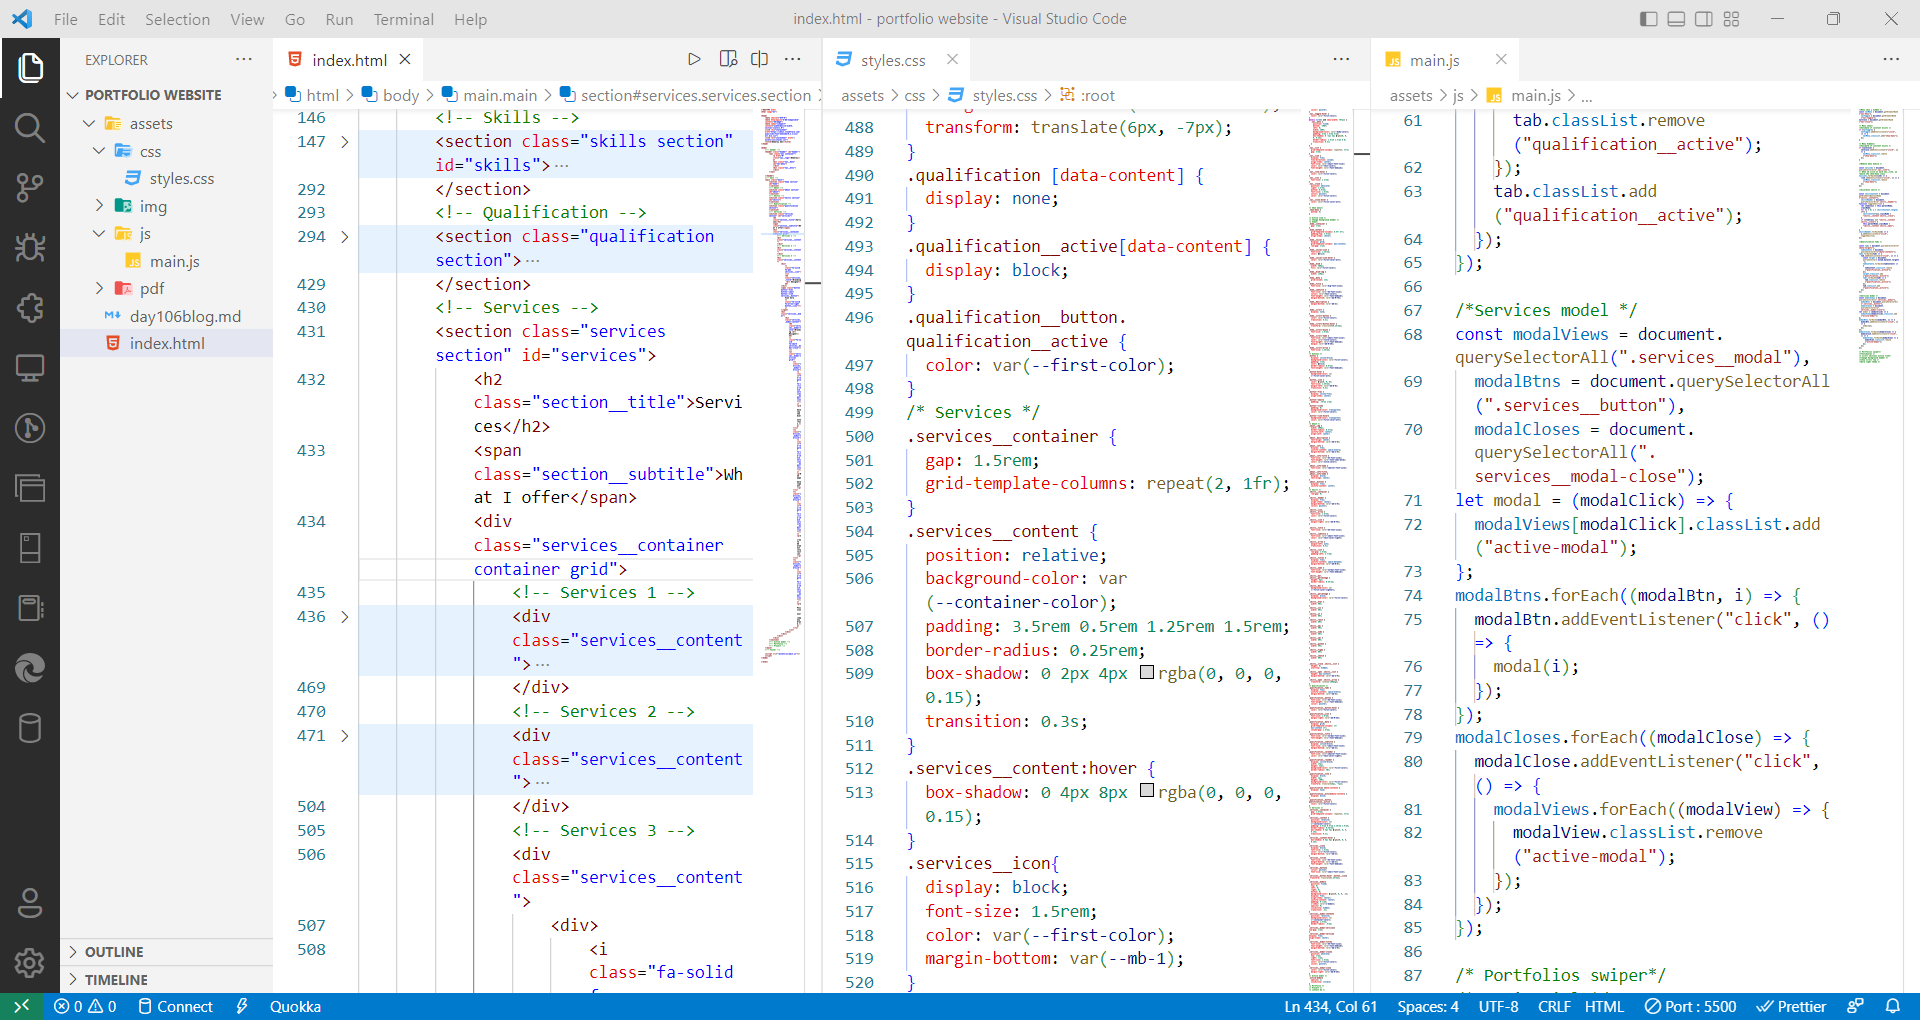 File Edit Selection View Go Run Terminal Help
index.html - portfolio website - Visual Studio Code
EXPLORER
PORTFOLIO WEBSITE
assets
css
styles.css
img
js
main.js
pdf
day106blog.md
index.html
OUTLINE
TIMELINE
index.html
html > body > main.main > section#services.services.section
146 <!-- Skills -->
147 <section class="skills section"
id="skills"> ...
292 </section>
293 <!-- Qualification -->
294 <section class="qualification
section"> ...
429 </section>
430 <!-- Services -->
431 <section class="services
section" id="services">
432 <h2
class="section__title">Servi
ces</h2>
433 <span
class="section__subtitle">Wh
at I offer</span>
434 <div
class="services__container
container grid">
435 <!-- Services 1 -->
436 <div
class="services__content
"> ...
469 </div>
470 <!-- Services 2 -->
471 <div
class="services__content
"> ...
504 </div>
505 <!-- Services 3 -->
506 <div
class="services__content
">
507 <div>
508 <i
class="fa-solid
styles.css
assets > css > styles.css > :root
488 transform: translate(6px, -7px);
489 }
490 .qualification [data-content] {
491 display: none;
492 }
493 .qualification__active[data-content] {
494 display: block;
495 }
496 .qualification__button.
qualification__active {
497 color: var(--first-color);
498 }
499 /* Services */
500 .services__container {
501 gap: 1.5rem;
502 grid-template-columns: repeat(2, 1fr);
503 }
504 .services__content {
505 position: relative;
506 background-color: var
(--container-color);
507 padding: 3.5rem 0.5rem 1.25rem 1.5rem;
508 border-radius: 0.25rem;
509 box-shadow: 0 2px 4px rgba(0, 0, 0,
0.15);
510 transition: 0.3s;
511 }
512 .services__content:hover {
513 box-shadow: 0 4px 8px rgba(0, 0, 0,
0.15);
514 }
515 .services__icon{
516 display: block;
517 font-size: 1.5rem;
518 color: var(--first-color);
519 margin-bottom: var(--mb-1);
520 }
main.js
assets > js > main.js > ...
61 tab.classList.remove
("qualification__active");
62 });
63 tab.classList.add
("qualification__active");
64 });
65 });
66
67 /*Services model */
68 const modalViews = document.
querySelectorAll(".services__modal"),
69 modalBtns = document.querySelectorAll
(".services__button"),
70 modalCloses = document.
querySelectorAll(".
services__modal-close");
71 let modal = (modalClick) => {
72 modalViews[modalClick].classList.add
("active-modal");
73 };
74 modalBtns.forEach((modalBtn, i) => {
75 modalBtn.addEventListener("click", ()
=> {
76 modal(i);
77 });
78 });
79 modalCloses.forEach((modalClose) => {
80 modalClose.addEventListener("click",
() => {
81 modalViews.forEach((modalView) => {
82 modalView.classList.remove
("active-modal");
83 });
84 });
85 });
86
87 /* Portfolios swiper*/
0 0 Connect Quokka
Ln 434, Col 61 Spaces: 4 UTF-8 CRLF HTML Port : 5500 Prettier